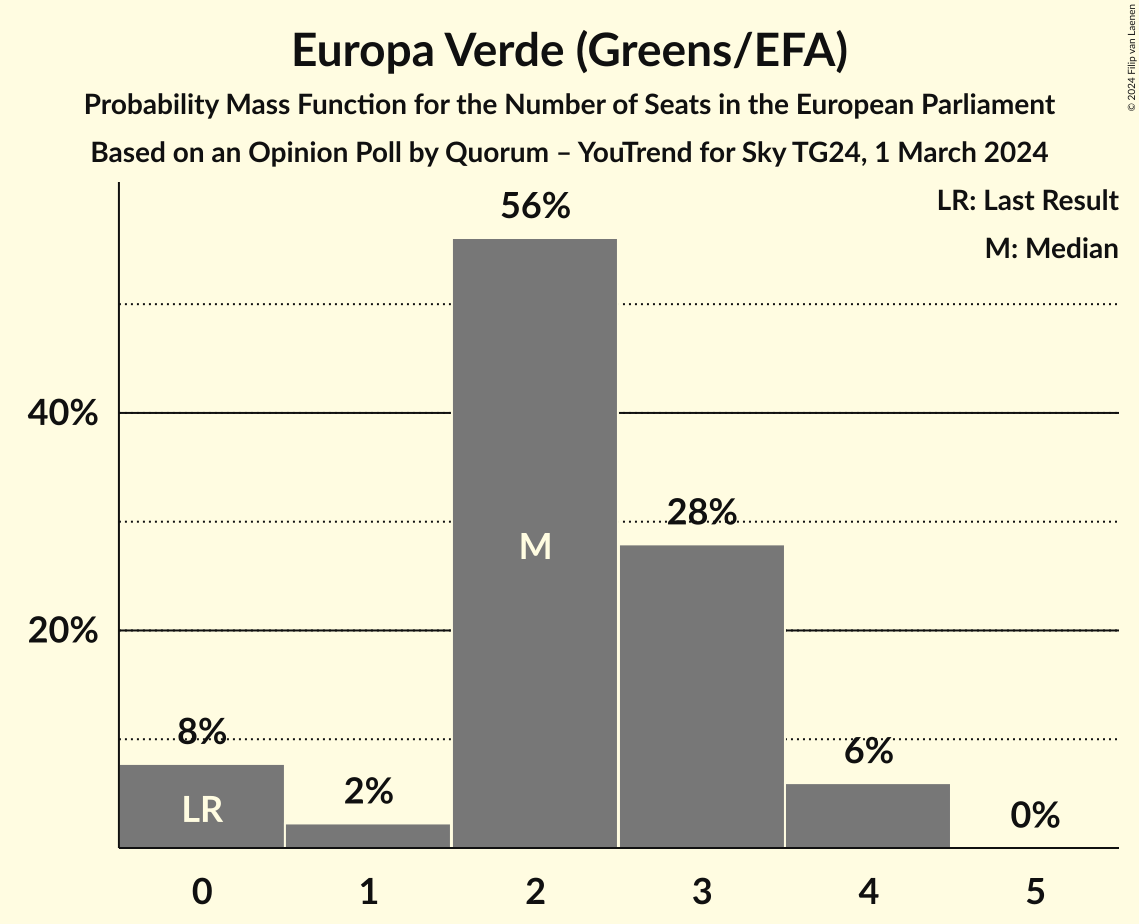 Europa Verde (Greens/EFA)
Probability Mass Function for the Number of Seats in the European Parliament
Based on an Opinion Poll by Quorum – YouTrend for Sky TG24, 1 March 2024
© 2024 Filip van Laenen
LR: Last Result
M: Median
56%
40%
28%
M
20%
8%
6%
2%
LR
0%
0 1 2 3 4 5